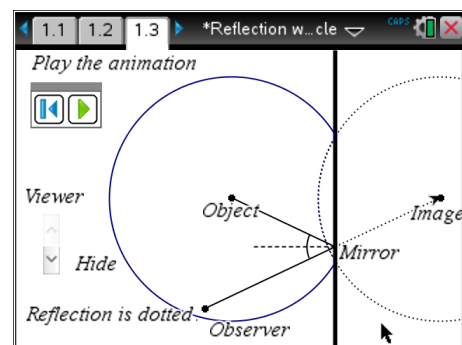 1.1 1.2 1.3 *Reflection w...cle CAPS
Play the animation
Viewer
Object
Image
Mirror
Hide
Reflection is dotted.
Observer